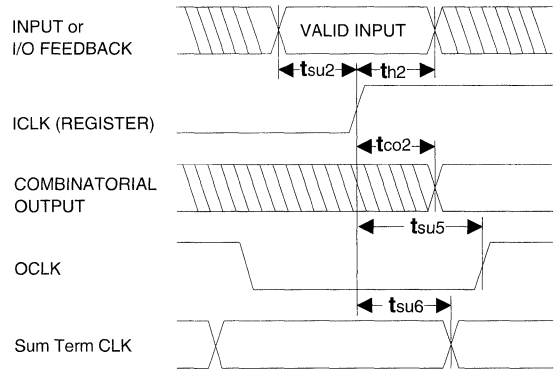 INPUT or
I/O FEEDBACK
VALID INPUT
tsu2
th2
ICLK (REGISTER)
tco2
COMBINATORIAL
OUTPUT
tsu5
OCLK
tsu6
Sum Term CLK